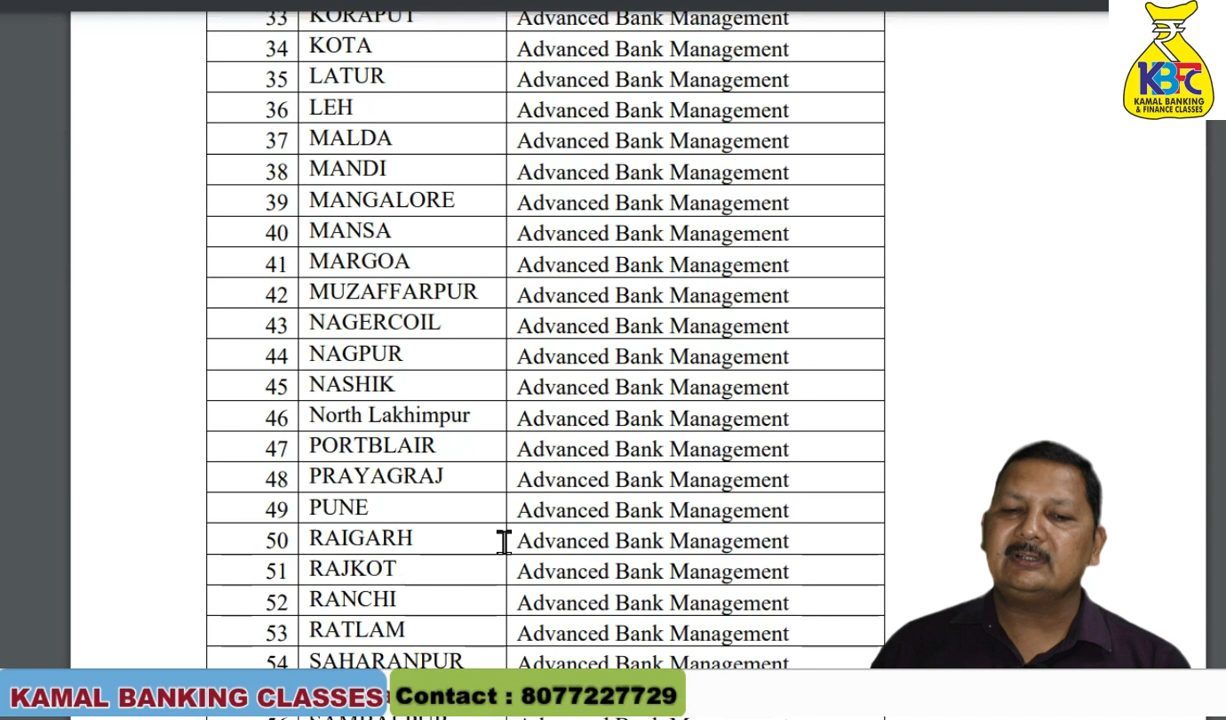 33 KORAPUT Advanced Bank Management
34 KOTA Advanced Bank Management
35 LATUR Advanced Bank Management
36 LEH Advanced Bank Management
37 MALDA Advanced Bank Management
38 MANDI Advanced Bank Management
39 MANGALORE Advanced Bank Management
40 MANSA Advanced Bank Management
41 MARGOA Advanced Bank Management
42 MUZAFFARPUR Advanced Bank Management
43 NAGERCOIL Advanced Bank Management
44 NAGPUR Advanced Bank Management
45 NASHIK Advanced Bank Management
46 North Lakhimpur Advanced Bank Management
47 PORTBLAIR Advanced Bank Management
48 PRAYAGRAJ Advanced Bank Management
49 PUNE Advanced Bank Management
50 RAIGARH Advanced Bank Management
51 RAJKOT Advanced Bank Management
52 RANCHI Advanced Bank Management
53 RATLAM Advanced Bank Management
54 SAHARANPUR Advanced Bank Management
₹
KBFC
KAMAL BANKING
& FINANCE CLASSES
KAMAL BANKING CLASSES Contact : 8077227729